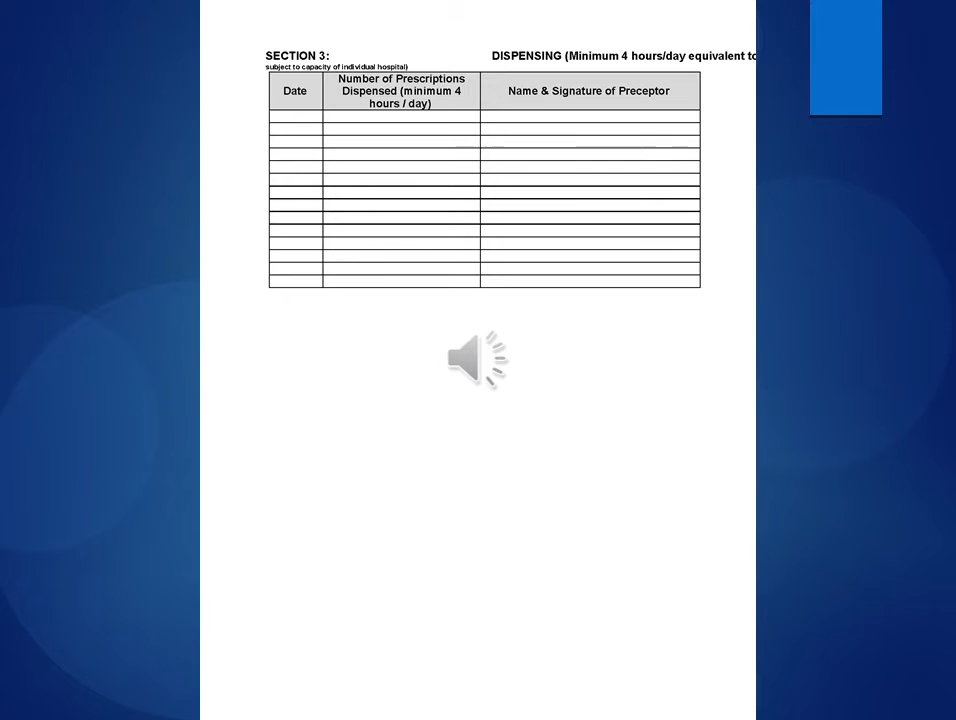 SECTION 3: DISPENSING (Minimum 4 hours/day equivalent to
subject to capacity of individual hospital)
Date
Number of Prescriptions
Dispensed (minimum 4
hours / day)
Name & Signature of Preceptor